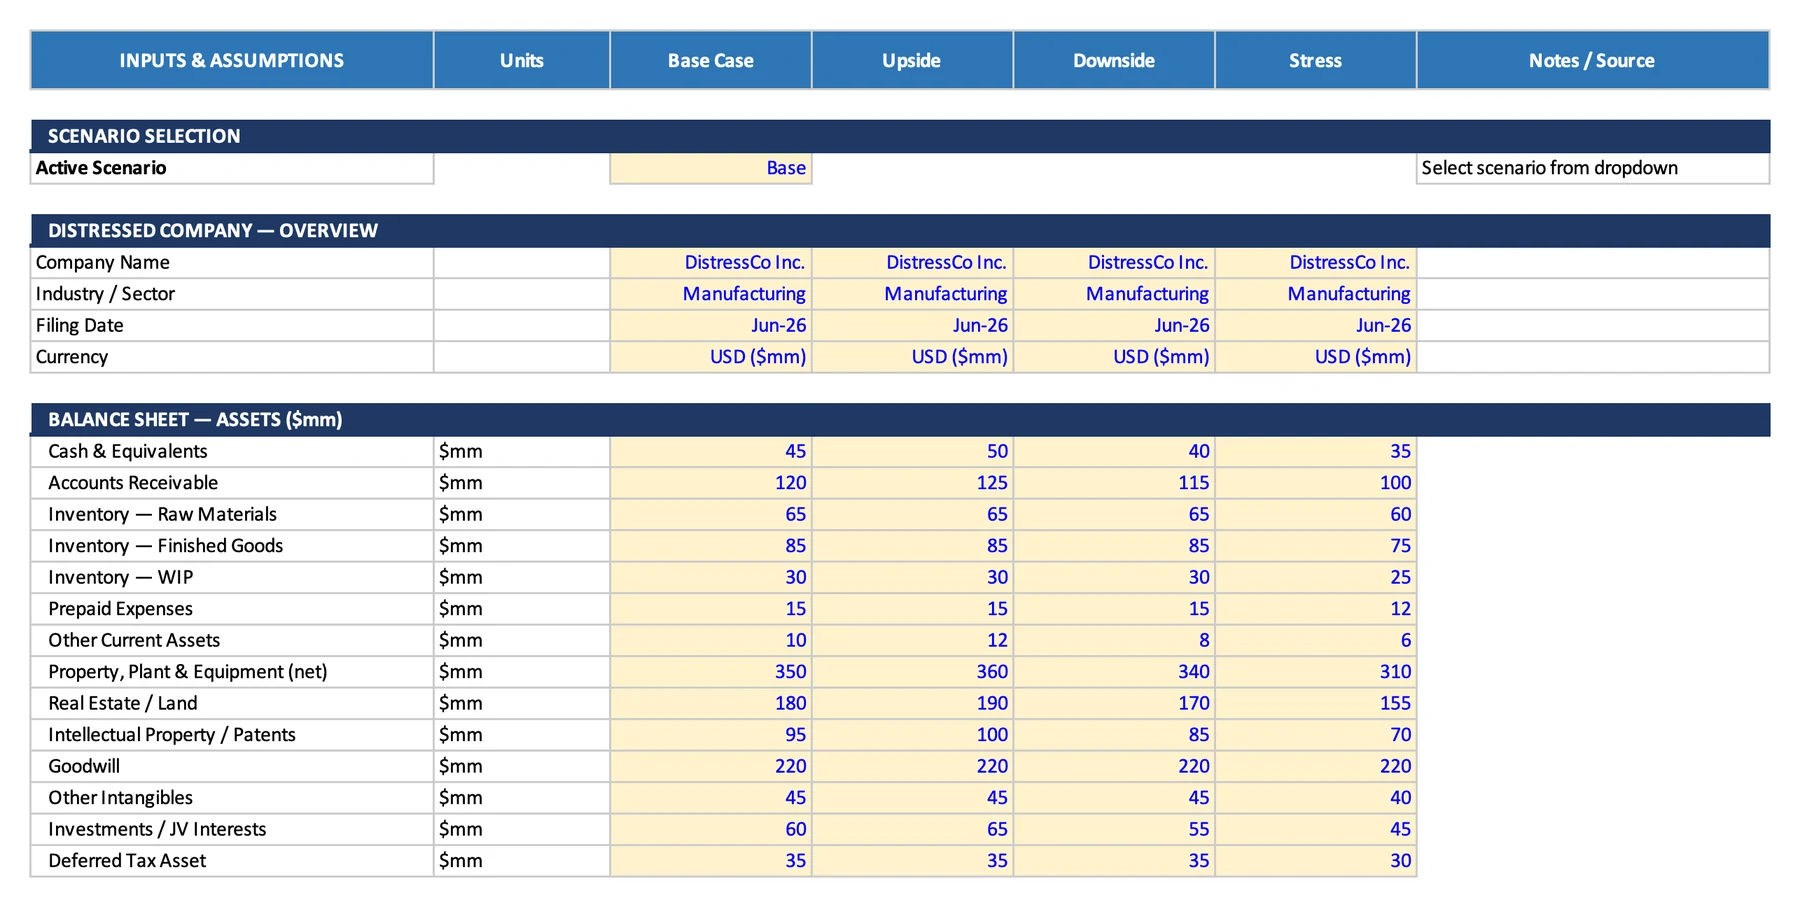 INPUTS & ASSUMPTIONS Units Base Case Upside Downside Stress Notes / Source
SCENARIO SELECTION
Active Scenario Base Select scenario from dropdown
DISTRESSED COMPANY — OVERVIEW
Company Name DistressCo Inc. DistressCo Inc. DistressCo Inc. DistressCo Inc.
Industry / Sector Manufacturing Manufacturing Manufacturing Manufacturing
Filing Date Jun-26 Jun-26 Jun-26 Jun-26
Currency USD ($mm) USD ($mm) USD ($mm) USD ($mm)
BALANCE SHEET — ASSETS ($mm)
Cash & Equivalents $mm 45 50 40 35
Accounts Receivable $mm 120 125 115 100
Inventory — Raw Materials $mm 65 65 65 60
Inventory — Finished Goods $mm 85 85 85 75
Inventory — WIP $mm 30 30 30 25
Prepaid Expenses $mm 15 15 15 12
Other Current Assets $mm 10 12 8 6
Property, Plant & Equipment (net) $mm 350 360 340 310
Real Estate / Land $mm 180 190 170 155
Intellectual Property / Patents $mm 95 100 85 70
Goodwill $mm 220 220 220 220
Other Intangibles $mm 45 45 45 40
Investments / JV Interests $mm 60 65 55 45
Deferred Tax Asset $mm 35 35 35 30